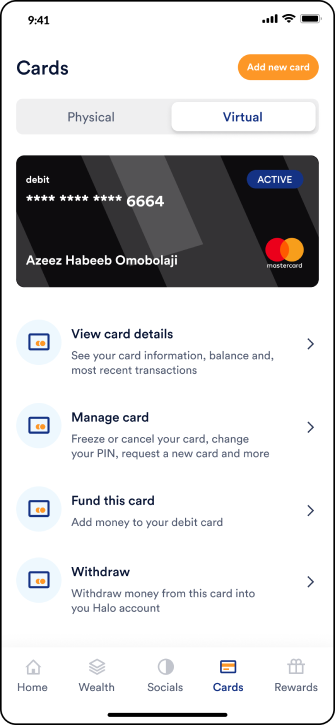 9:41
Cards
Add new card
Physical
Virtual
debit
ACTIVE
**** **** **** 6664
Azeez Habeeb Omobolaji
mastercard
View card details
See your card information, balance and,
most recent transactions
Manage card
Freeze or cancel your card, change
your PIN, request a new card and more
Fund this card
Add money to your debit card
Withdraw
Withdraw money from this card into
you Halo account
Home
Wealth
Socials
Cards
Rewards